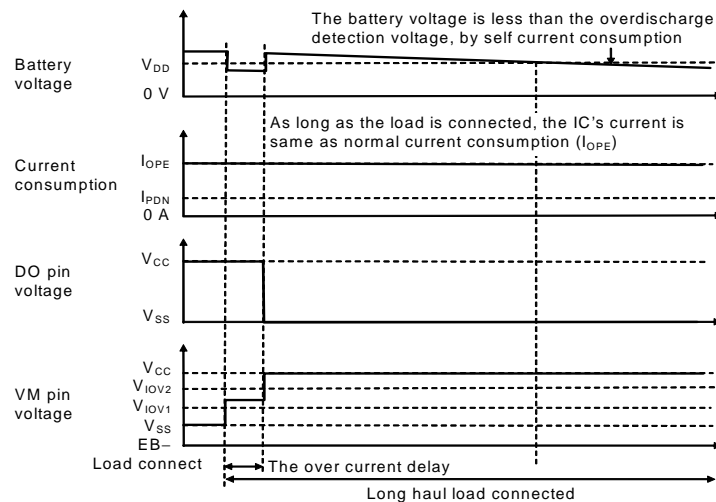 The battery voltage is less than the overdischarge
detection voltage, by self current consumption
Battery
voltage
VDD
0 V
As long as the load is connected, the IC's current is
same as normal current consumption (IOPE)
Current
consumption
IOPE
IPDN
0 A
DO pin
voltage
VCC
VSS
VM pin
voltage
VCC
VIOV2
VIOV1
VSS
EB−
Load connect
The over current delay
Long haul load connected